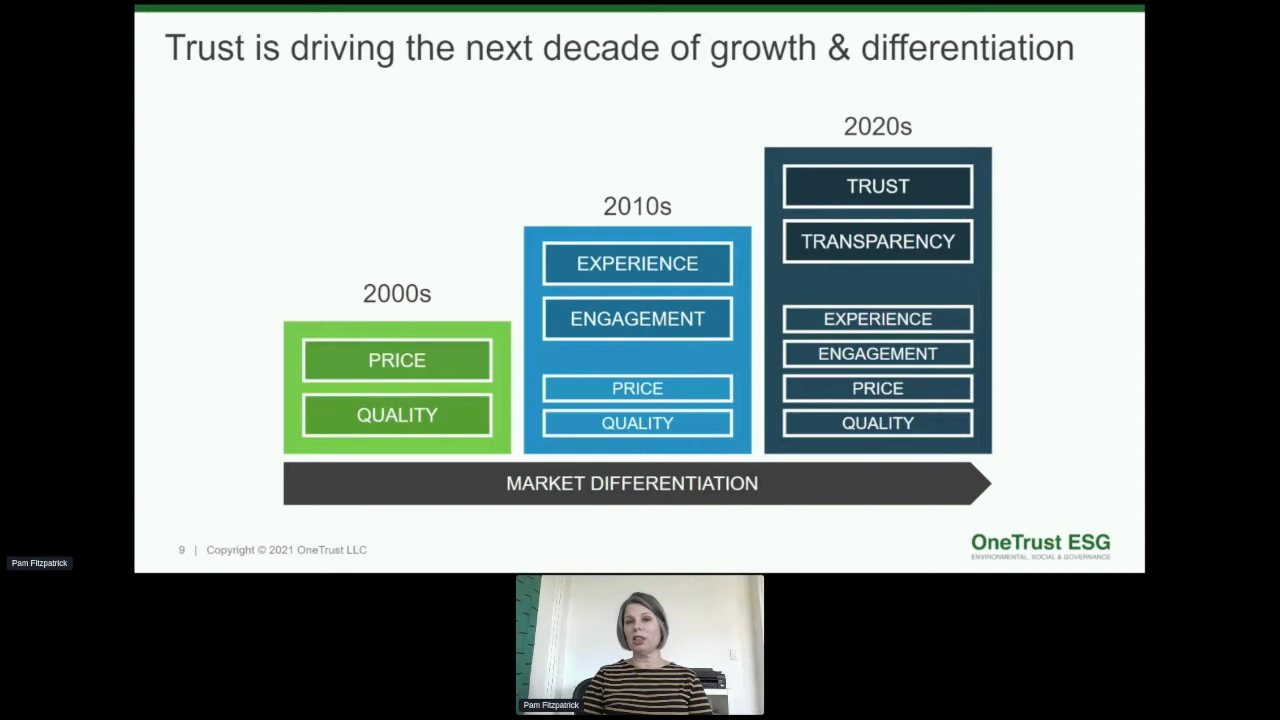 Trust is driving the next decade of growth & differentiation
2000s
PRICE
QUALITY
2010s
EXPERIENCE
ENGAGEMENT
PRICE
QUALITY
2020s
TRUST
TRANSPARENCY
EXPERIENCE
ENGAGEMENT
PRICE
QUALITY
MARKET DIFFERENTIATION
9 | Copyright © 2021 OneTrust LLC
OneTrust ESG
ENVIRONMENTAL, SOCIAL & GOVERNANCE
Pam Fitzpatrick
Pam Fitzpatrick